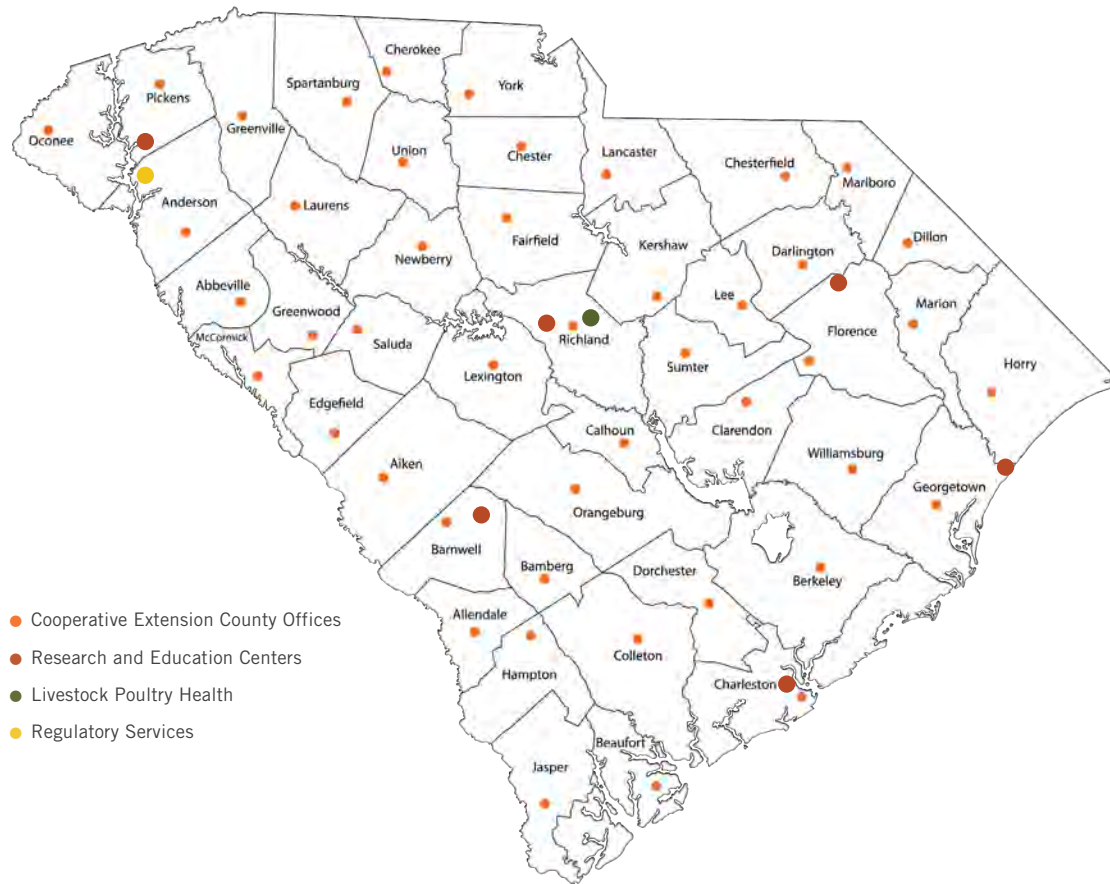 Cherokee
Spartanburg
York
Pickens
Greenville
Oconee
Union
Chester
Lancaster
Chesterfield
Marlboro
Anderson
Laurens
Fairfield
Kershaw
Darlington
Dillon
Newberry
Abbeville
Greenwood
Lee
Marion
McCormick
Saluda
Richland
Florence
Lexington
Sumter
Horry
Edgefield
Calhoun
Clarendon
Williamsburg
Aiken
Georgetown
Orangeburg
Barnwell
Bamberg
Dorchester
Berkeley
Allendale
Cooperative Extension County Offices
Colleton
Research and Education Centers
Hampton
Charleston
Livestock Poultry Health
Regulatory Services
Beaufort
Jasper